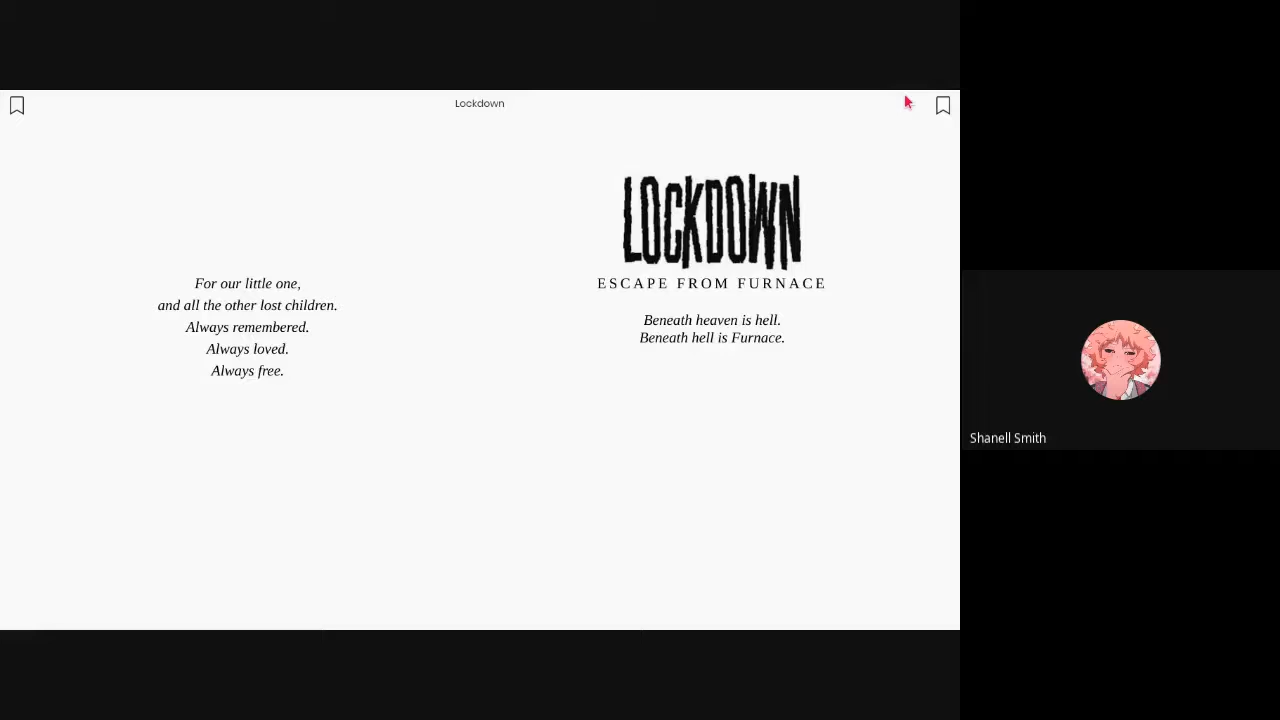 Lockdown
For our little one,
and all the other lost children.
Always remembered.
Always loved.
Always free.
LOCKDOWN
ESCAPE FROM FURNACE
Beneath heaven is hell.
Beneath hell is Furnace.
Shanell Smith